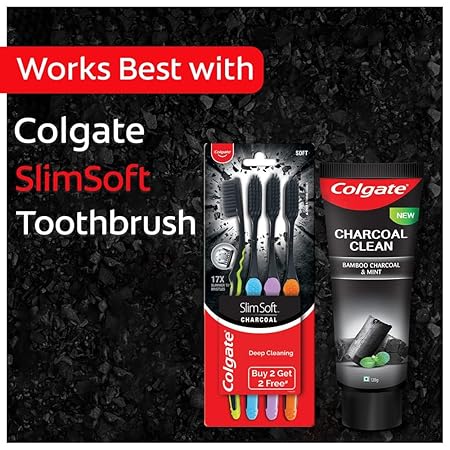 Works Best with
Colgate
SlimSoft
Toothbrush
Colgate
SOFT
17X
SlimSoft
CHARCOAL
Deep Cleaning
Buy 2 Get
2 Free#
Colgate
Colgate
NEW
CHARCOAL
CLEAN
BAMBOO CHARCOAL
& MINT
120g